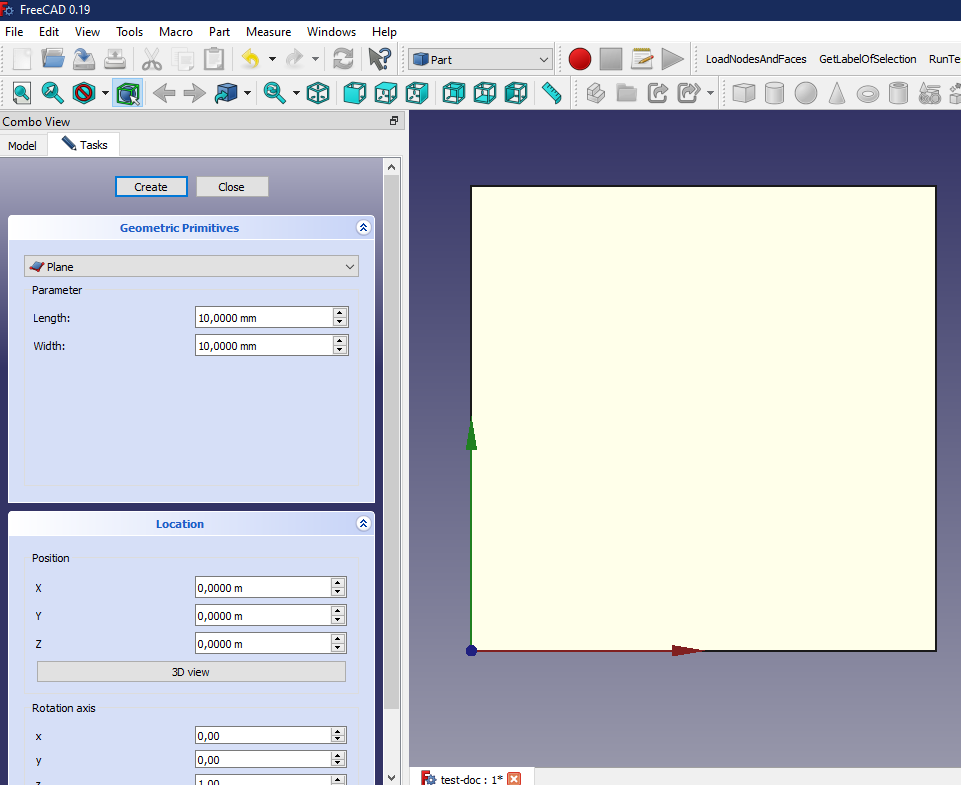 FreeCAD 0.19
File Edit View Tools Macro Part Measure Windows Help
Part
LoadNodesAndFaces GetLabelOfSelection RunTe
Combo View
Model Tasks
Create Close
Geometric Primitives
Plane
Parameter
Length: 10,0000 mm
Width: 10,0000 mm
Location
Position
X 0,0000 m
Y 0,0000 m
Z 0,0000 m
3D view
Rotation axis
x 0,00
y 0,00
z 1,00
test-doc : 1*